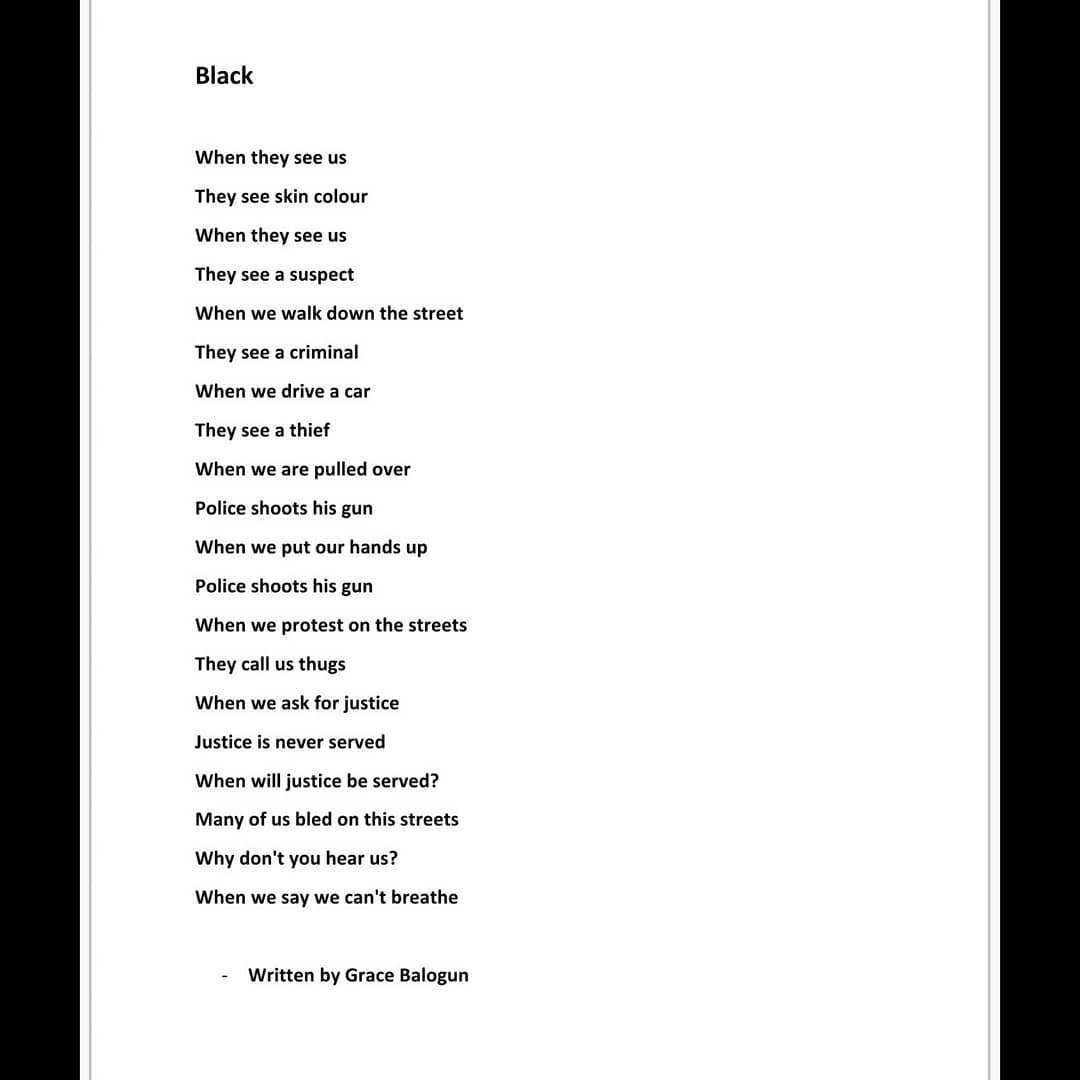 Black
When they see us
They see skin colour
When they see us
They see a suspect
When we walk down the street
They see a criminal
When we drive a car
They see a thief
When we are pulled over
Police shoots his gun
When we put our hands up
Police shoots his gun
When we protest on the streets
They call us thugs
When we ask for justice
Justice is never served
When will justice be served?
Many of us bled on this streets
Why don't you hear us?
When we say we can't breathe
- Written by Grace Balogun